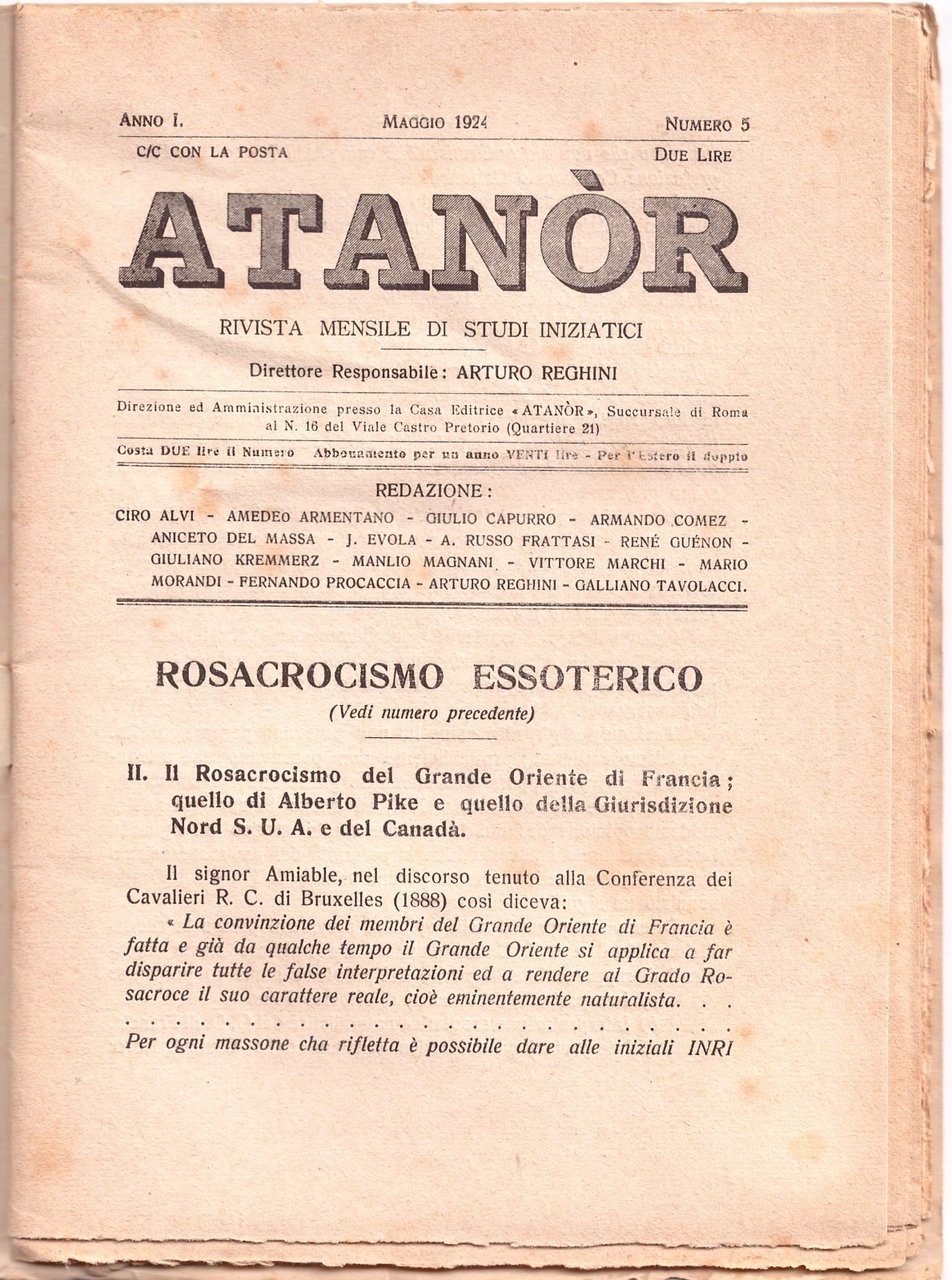 ANNO I. MAGGIO 1924 NUMERO 5
C/C CON LA POSTA DUE LIRE
ATANÒR
RIVISTA MENSILE DI STUDI INIZIATICI
Direttore Responsabile: ARTURO REGHINI
Direzione ed Amministrazione presso la Casa Editrice « ATANÒR », Succursale di Roma
al N. 16 del Viale Castro Pretorio (Quartiere 21)
Costa DUE lire il Numero Abbonamento per un anno VENTI lire - Per l'Estero il doppio
REDAZIONE:
CIRO ALVI - AMEDEO ARMENTANO - GIULIO CAPURRO - ARMANDO COMEZ -
ANICETO DEL MASSA - J. EVOLA - A. RUSSO FRATTASI - RENÉ GUÉNON -
GIULIANO KREMMERZ - MANLIO MAGNANI - VITTORE MARCHI - MARIO
MORANDI - FERNANDO PROCACCIA - ARTURO REGHINI - GALLIANO TAVOLACCI.
ROSACROCISMO ESSOTERICO
(Vedi numero precedente)
II. Il Rosacrocismo del Grande Oriente di Francia;
quello di Alberto Pike e quello della Giurisdizione
Nord S. U. A. e del Canadà.
Il signor Amiable, nel discorso tenuto alla Conferenza dei
Cavalieri R. C. di Bruxelles (1888) così diceva:
« La convinzione dei membri del Grande Oriente di Francia è
fatta e già da qualche tempo il Grande Oriente si applica a far
disparire tutte le false interpretazioni ed a rendere al Grado Ro-
sacroce il suo carattere reale, cioè eminentemente naturalista. . .
. . . . . . . . . . . . . . . . . . . . . . . . .
Per ogni massone cha rifletta è possibile dare alle iniziali INRI